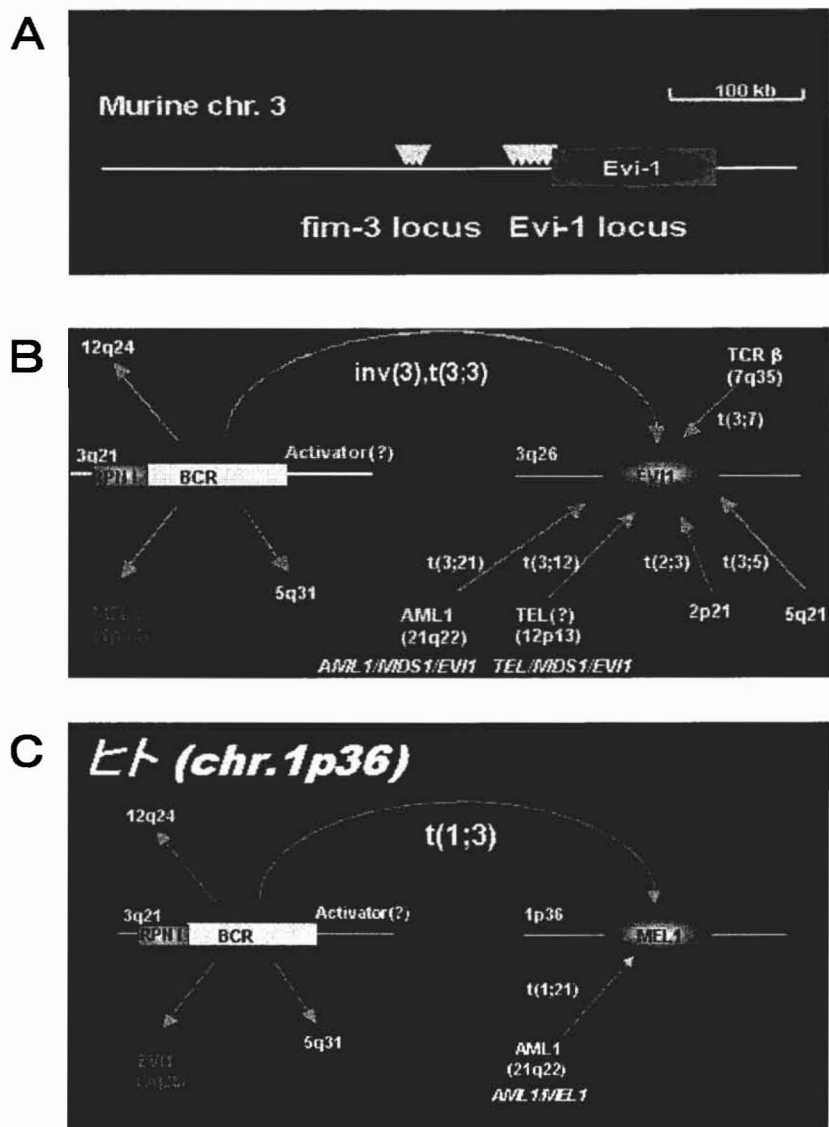 A
100 kb
Murine chr. 3
Evi-1
fim-3 locus Evi-1 locus
B
12q24
inv(3),t(3;3)
TCR β
(7q35)
t(3;7)
3q21
Activator(?)
3q26
BCR
EVI1
t(3;21) t(3;12) t(2;3) t(3;5)
5q31
AML1
(21q22)
TEL(?)
(12p13)
2p21
5q21
AML1/MDS1/EVI1 TEL/MDS1/EVI1
C
ヒト (chr.1p36)
12q24
t(1;3)
3q21
Activator(?)
1p36
RPN1 BCR
MEL1
t(1;21)
EVI1
5q31
AML1
(21q22)
AML1/MEL1